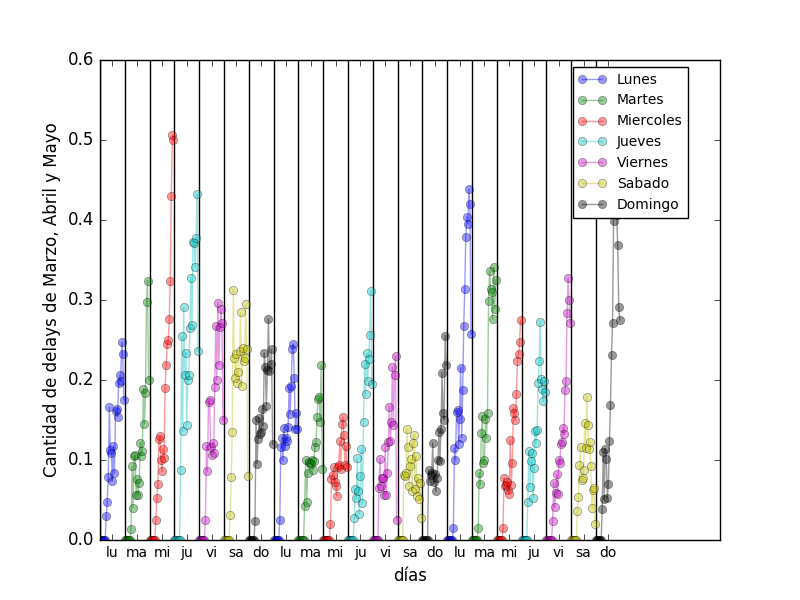 Cantidad de delays de Marzo, Abril y Mayo
0.6
0.5
0.4
0.3
0.2
0.1
0.0
lu ma mi ju vi sa do lu ma mi ju vi sa do lu ma mi ju vi sa do
días
Lunes
Martes
Miercoles
Jueves
Viernes
Sabado
Domingo